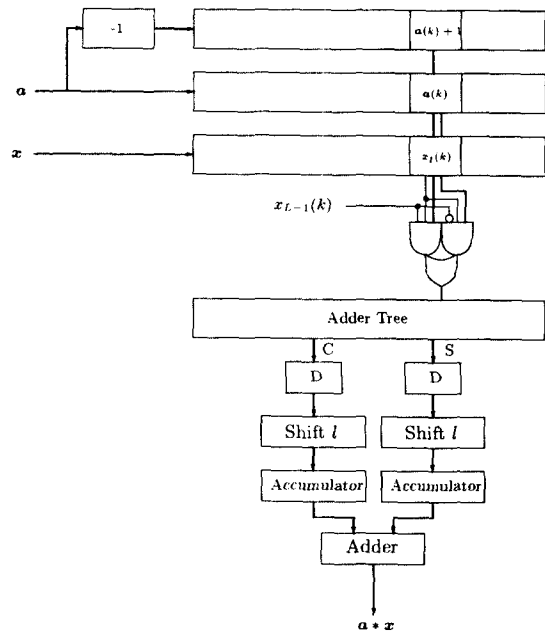 -1
a(k) + 1
a
a(k)
x
x_l(k)
x_{L-1}(k)
Adder Tree
C
S
D
D
Shift l
Shift l
Accumulator
Accumulator
Adder
a * x